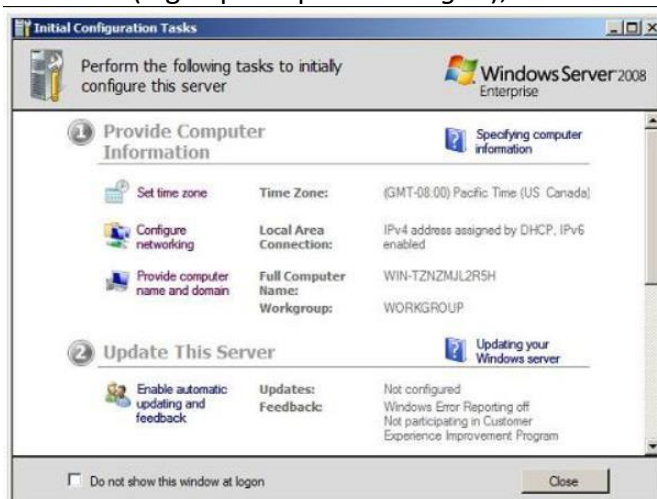 Initial Configuration Tasks
Perform the following tasks to initially
configure this server
Windows Server 2008
Enterprise
1 Provide Computer
Information
Specifying computer
information
Set time zone Time Zone: (GMT-08:00) Pacific Time (US Canada)
Configure
networking
Local Area
Connection:
IPv4 address assigned by DHCP, IPv6
enabled
Provide computer
name and domain
Full Computer
Name:
WIN-TZNZMJL2R5H
Workgroup: WORKGROUP
2 Update This Server
Updating your
Windows server
Enable automatic
updating and
feedback
Updates: Not configured
Feedback: Windows Error Reporting off
Not participating in Customer
Experience Improvement Program
Do not show this window at logon
Close